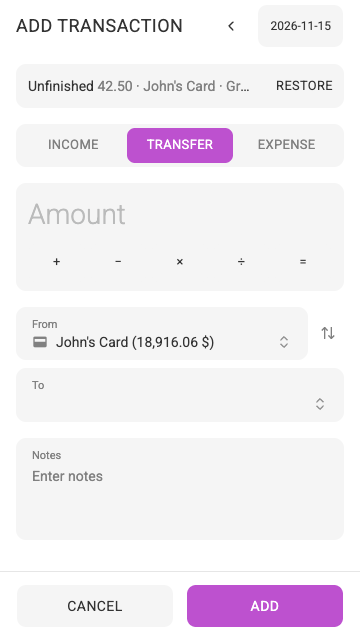 ADD TRANSACTION
2026-11-15
Unfinished 42.50 · John's Card · Gr... RESTORE
INCOME TRANSFER EXPENSE
Amount
+ − × ÷ =
From
John's Card (18,916.06 $)
To
Notes
Enter notes
CANCEL ADD